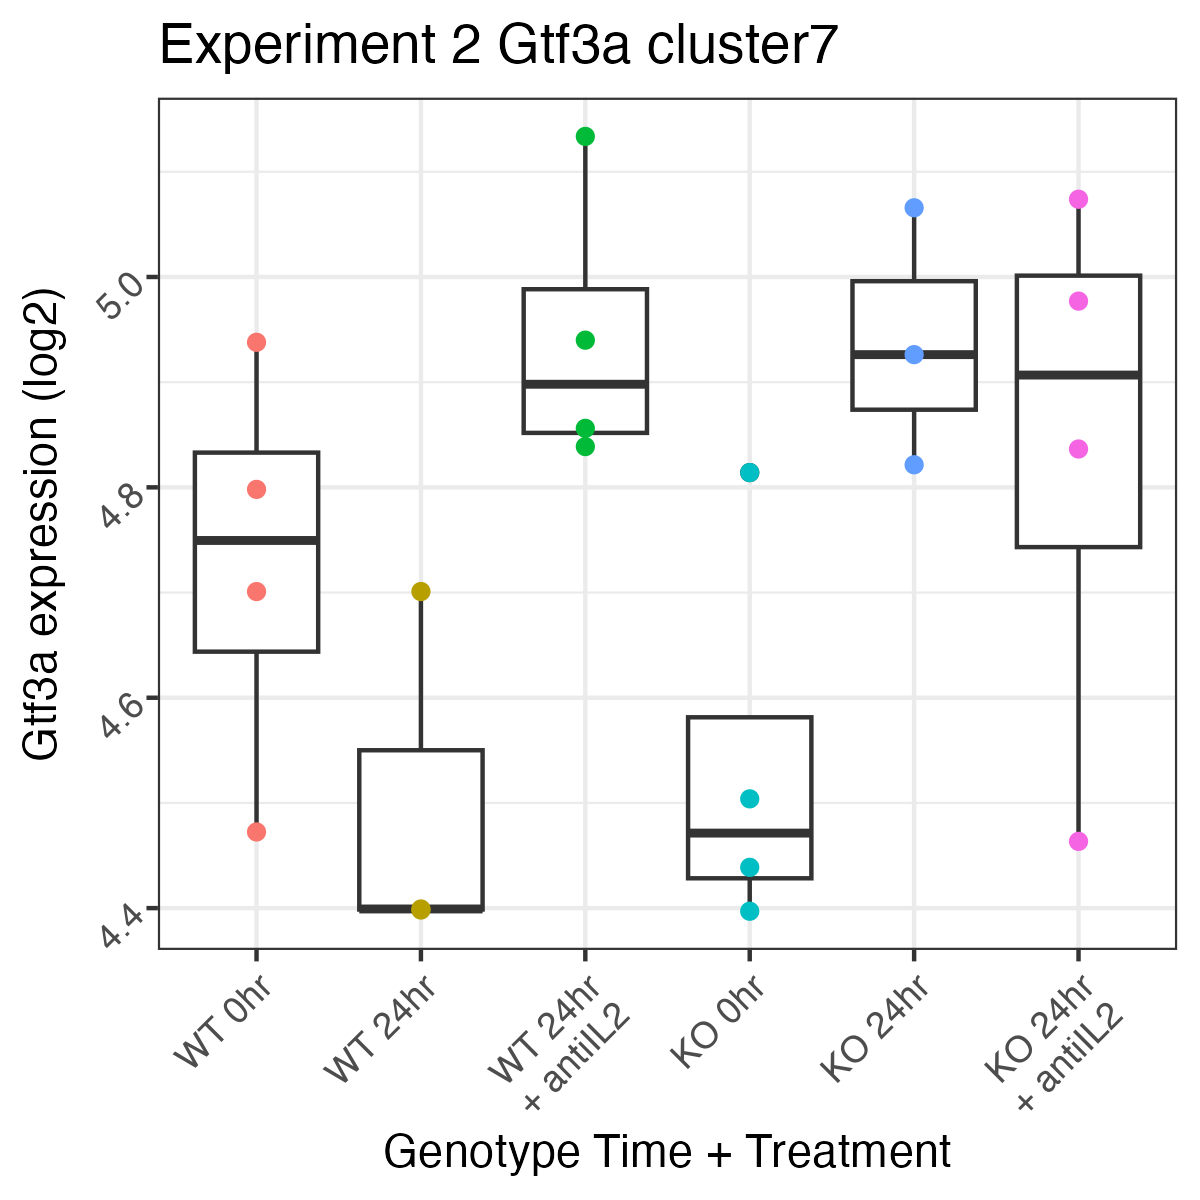 Experiment 2 Gtf3a cluster7
Gtf3a expression (log2)
5.0
4.8
4.6
4.4
WT 0hr
WT 24hr
WT 24hr
+ antiIL2
KO 0hr
KO 24hr
KO 24hr
+ antiIL2
Genotype Time + Treatment